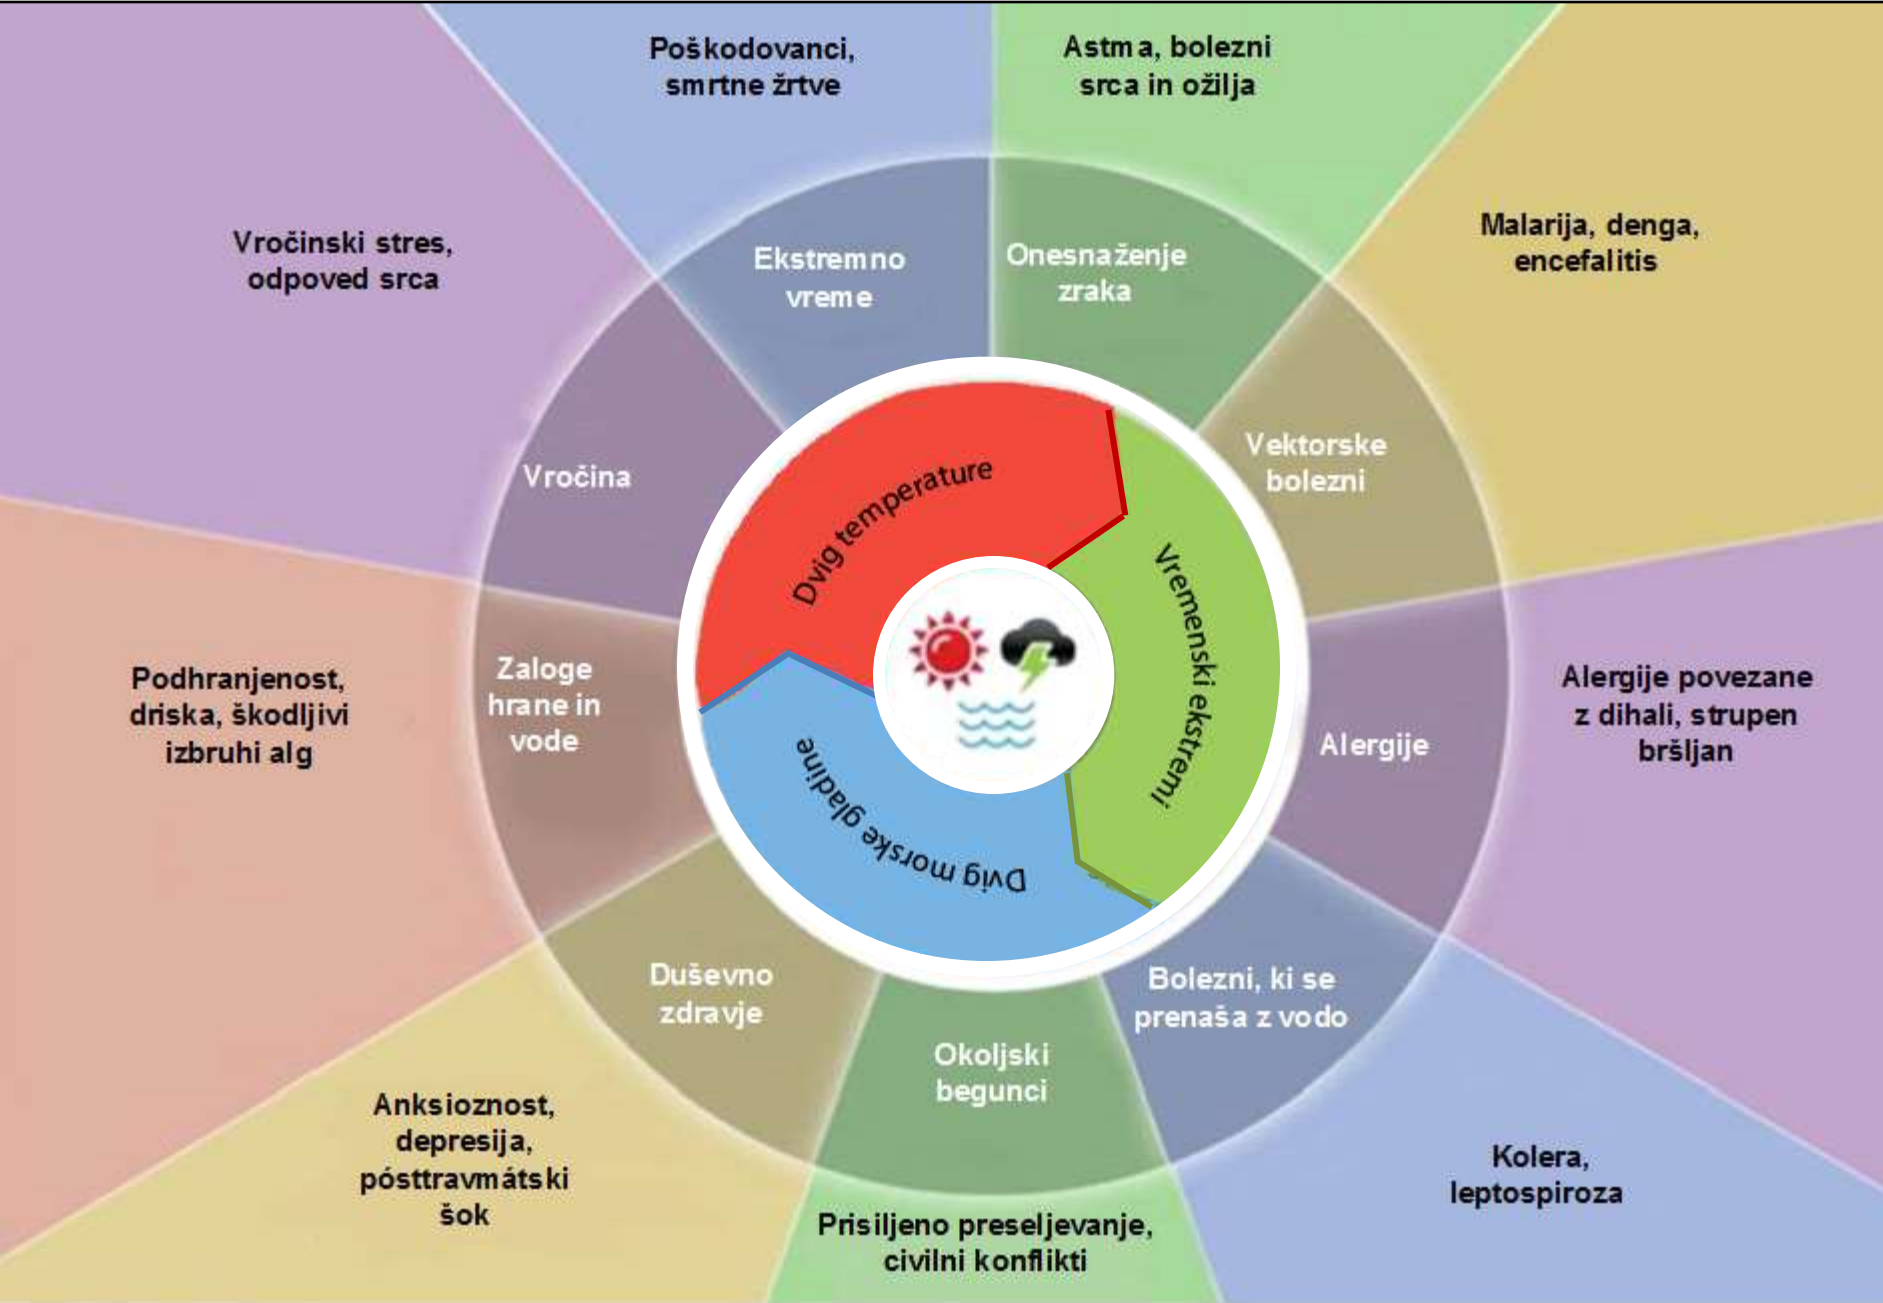 Poškodovanci,
smrtne žrtve
Astma, bolezni
srca in ožilja
Vročinski stres,
odpoved srca
Malarija, denga,
encefalitis
Ekstremno
vreme
Onesnaženje
zraka
Vročina
Vektorske
bolezni
Dvig temperature
Vremenski ekstremi
Dvig morske gladine
Podhranjenost,
driska, škodljivi
izbruhi alg
Zaloge
hrane in
vode
Alergije
Alergije povezane
z dihali, strupen
bršljan
Duševno
zdravje
Okoljski
begunci
Bolezni, ki se
prenaša z vodo
Anksioznost,
depresija,
pósttravmátski
šok
Prisiljeno preseljevanje,
civilni konflikti
Kolera,
leptospiroza